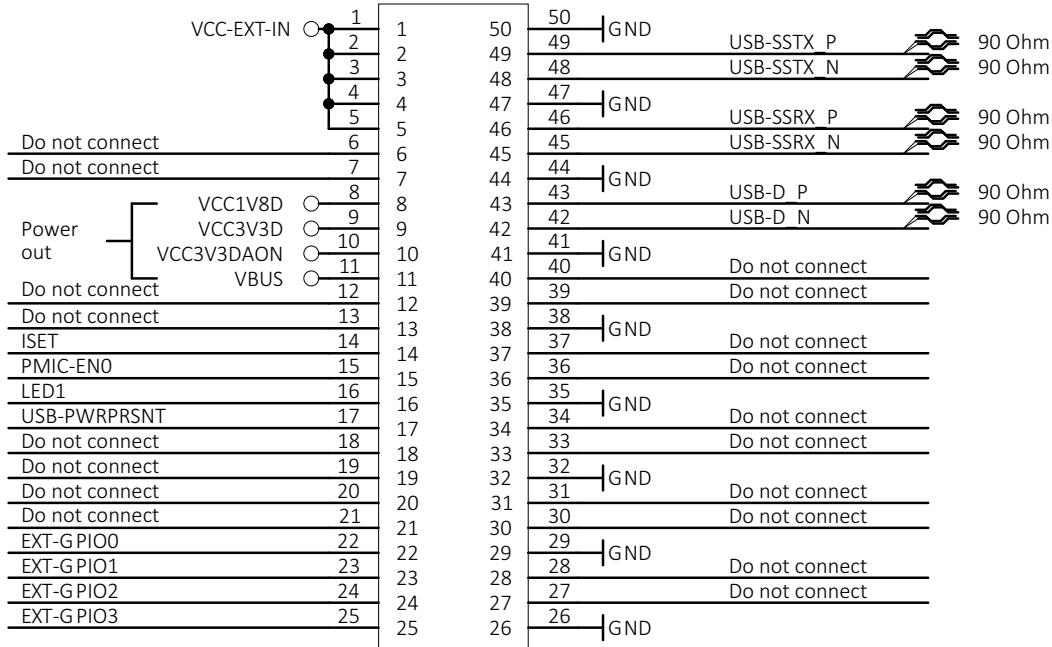 VCC-EXT-IN 1 1 50 50 GND
2 2 49 49 USB-SSTX_P 90 Ohm
3 3 48 48 USB-SSTX_N 90 Ohm
4 4 47 47 GND
5 5 46 46 USB-SSRX_P 90 Ohm
Do not connect 6 6 45 45 USB-SSRX_N 90 Ohm
Do not connect 7 7 44 44 GND
VCC1V8D 8 8 43 43 USB-D_P 90 Ohm
Power out VCC3V3D 9 9 42 42 USB-D_N 90 Ohm
VCC3V3DAON 10 10 41 41 GND
VBUS 11 11 40 40 Do not connect
Do not connect 12 12 39 39 Do not connect
Do not connect 13 13 38 38 GND
ISET 14 14 37 37 Do not connect
PMIC-EN0 15 15 36 36 Do not connect
LED1 16 16 35 35 GND
USB-PWRPRSNT 17 17 34 34 Do not connect
Do not connect 18 18 33 33 Do not connect
Do not connect 19 19 32 32 GND
Do not connect 20 20 31 31 Do not connect
Do not connect 21 21 30 30 Do not connect
EXT-GPIO0 22 22 29 29 GND
EXT-GPIO1 23 23 28 28 Do not connect
EXT-GPIO2 24 24 27 27 Do not connect
EXT-GPIO3 25 25 26 26 GND